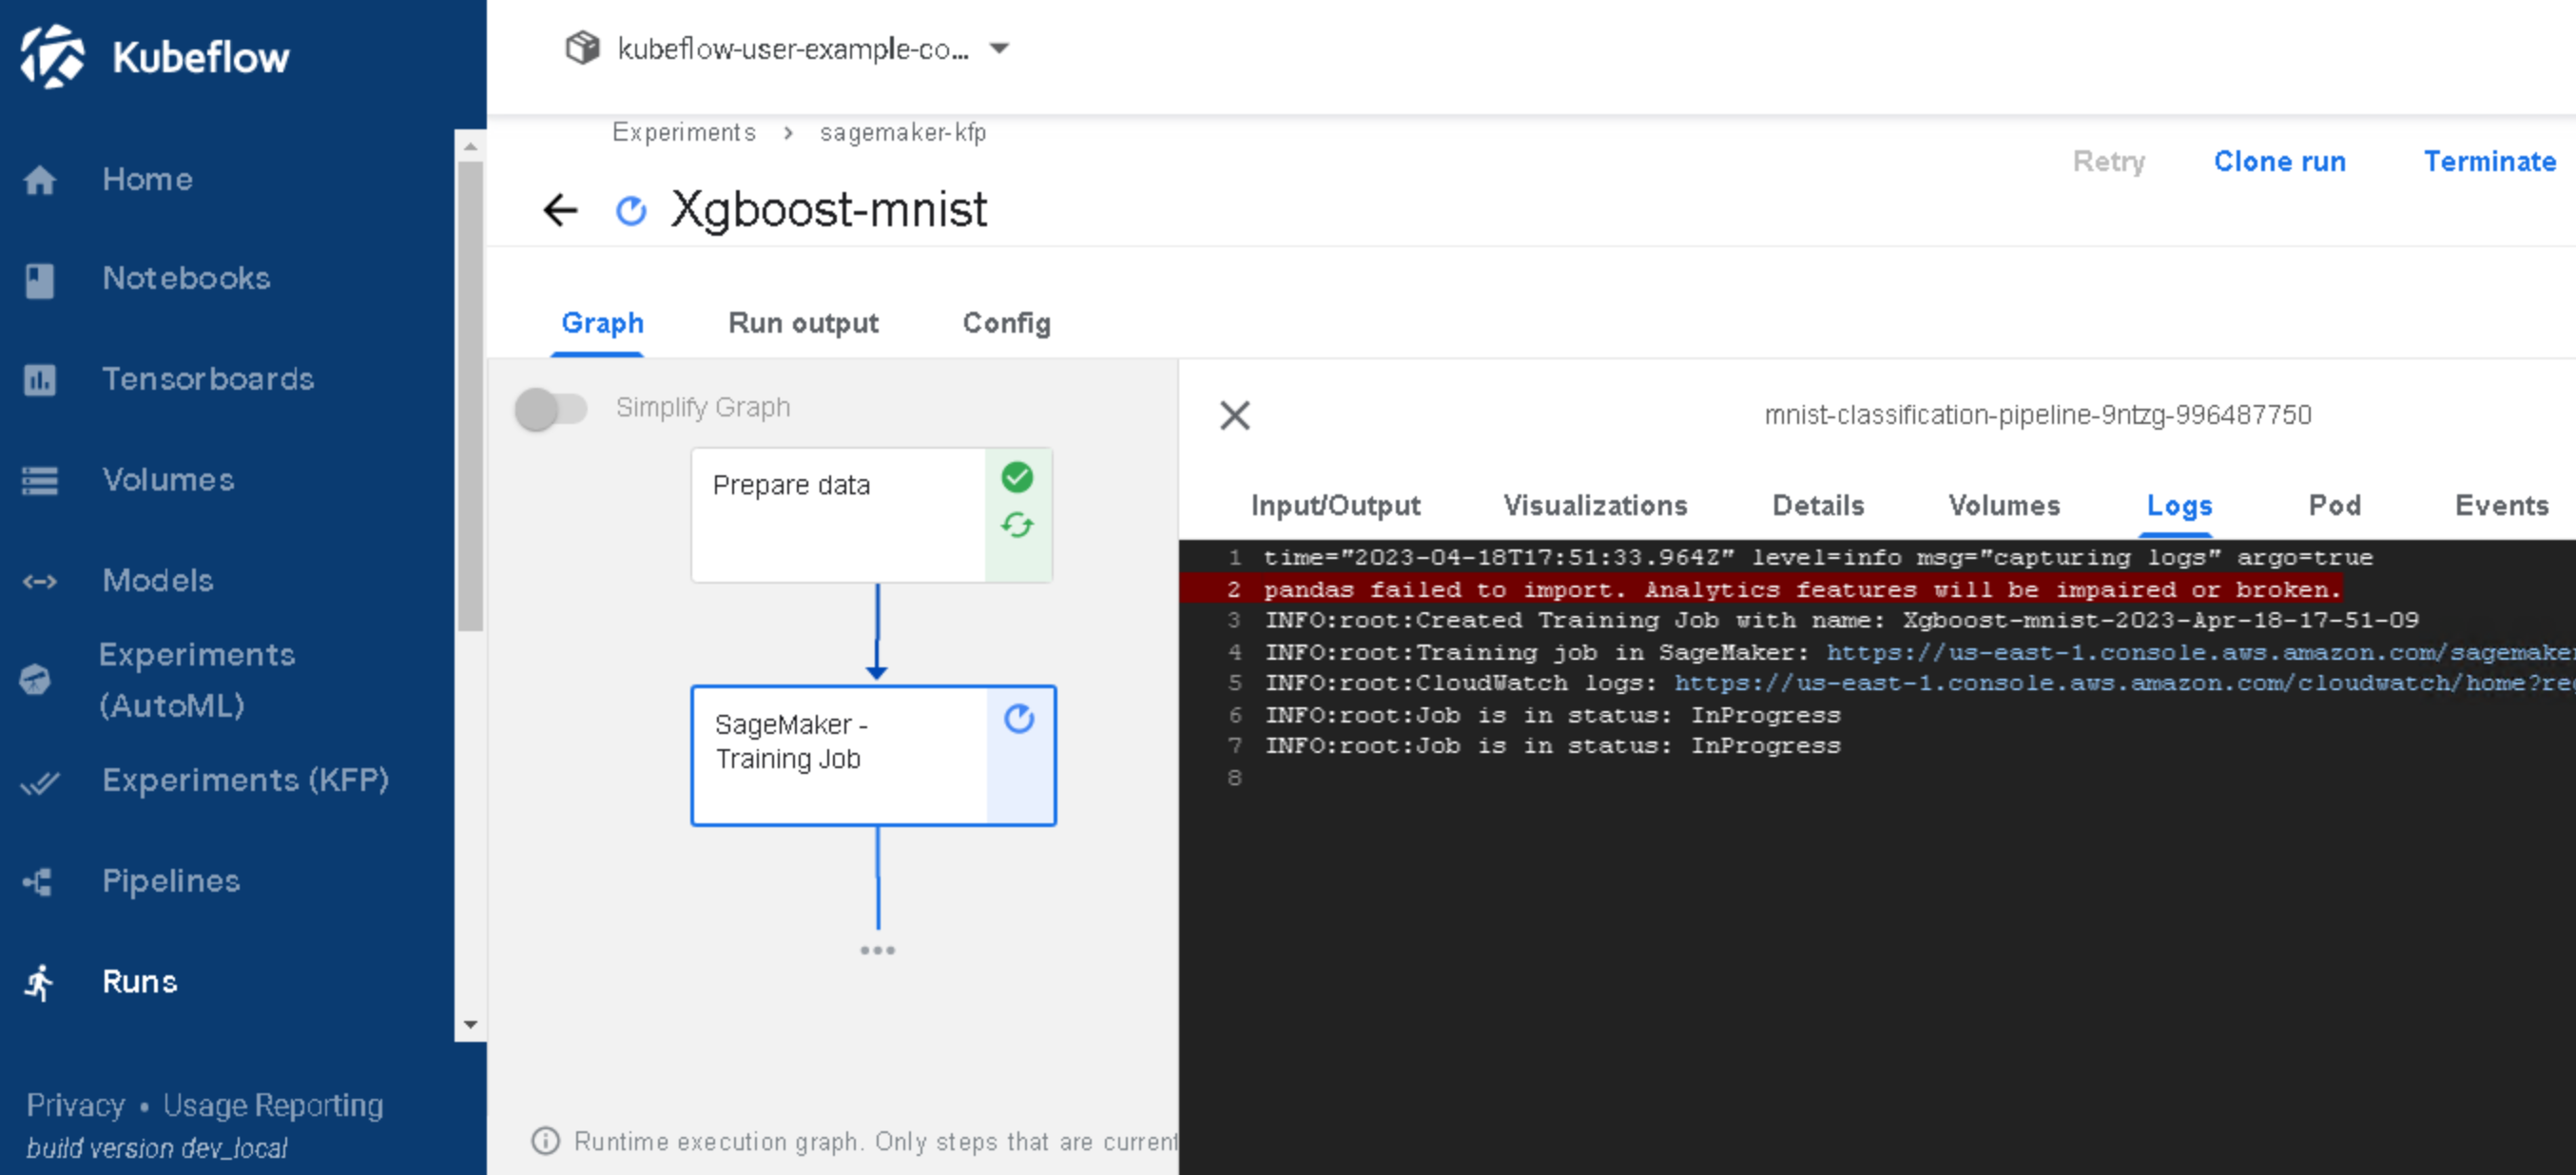 Kubeflow
kubeflow-user-example-co...
Home
Notebooks
Tensorboards
Volumes
Models
Experiments
(AutoML)
Experiments (KFP)
Pipelines
Runs
Privacy • Usage Reporting
build version dev_local
Experiments > sagemaker-kfp
Retry Clone run Terminate
Xgboost-mnist
Graph Run output Config
Simplify Graph
Prepare data
SageMaker -
Training Job
Runtime execution graph. Only steps that are current
mnist-classification-pipeline-9ntzg-996487750
Input/Output Visualizations Details Volumes Logs Pod Events
1 time="2023-04-18T17:51:33.964Z" level=info msg="capturing logs" argo=true
2 pandas failed to import. Analytics features will be impaired or broken.
3 INFO:root:Created Training Job with name: Xgboost-mnist-2023-Apr-18-17-51-09
4 INFO:root:Training job in SageMaker: https://us-east-1.console.aws.amazon.com/sagemaker
5 INFO:root:CloudWatch logs: https://us-east-1.console.aws.amazon.com/cloudwatch/home?re
6 INFO:root:Job is in status: InProgress
7 INFO:root:Job is in status: InProgress
8